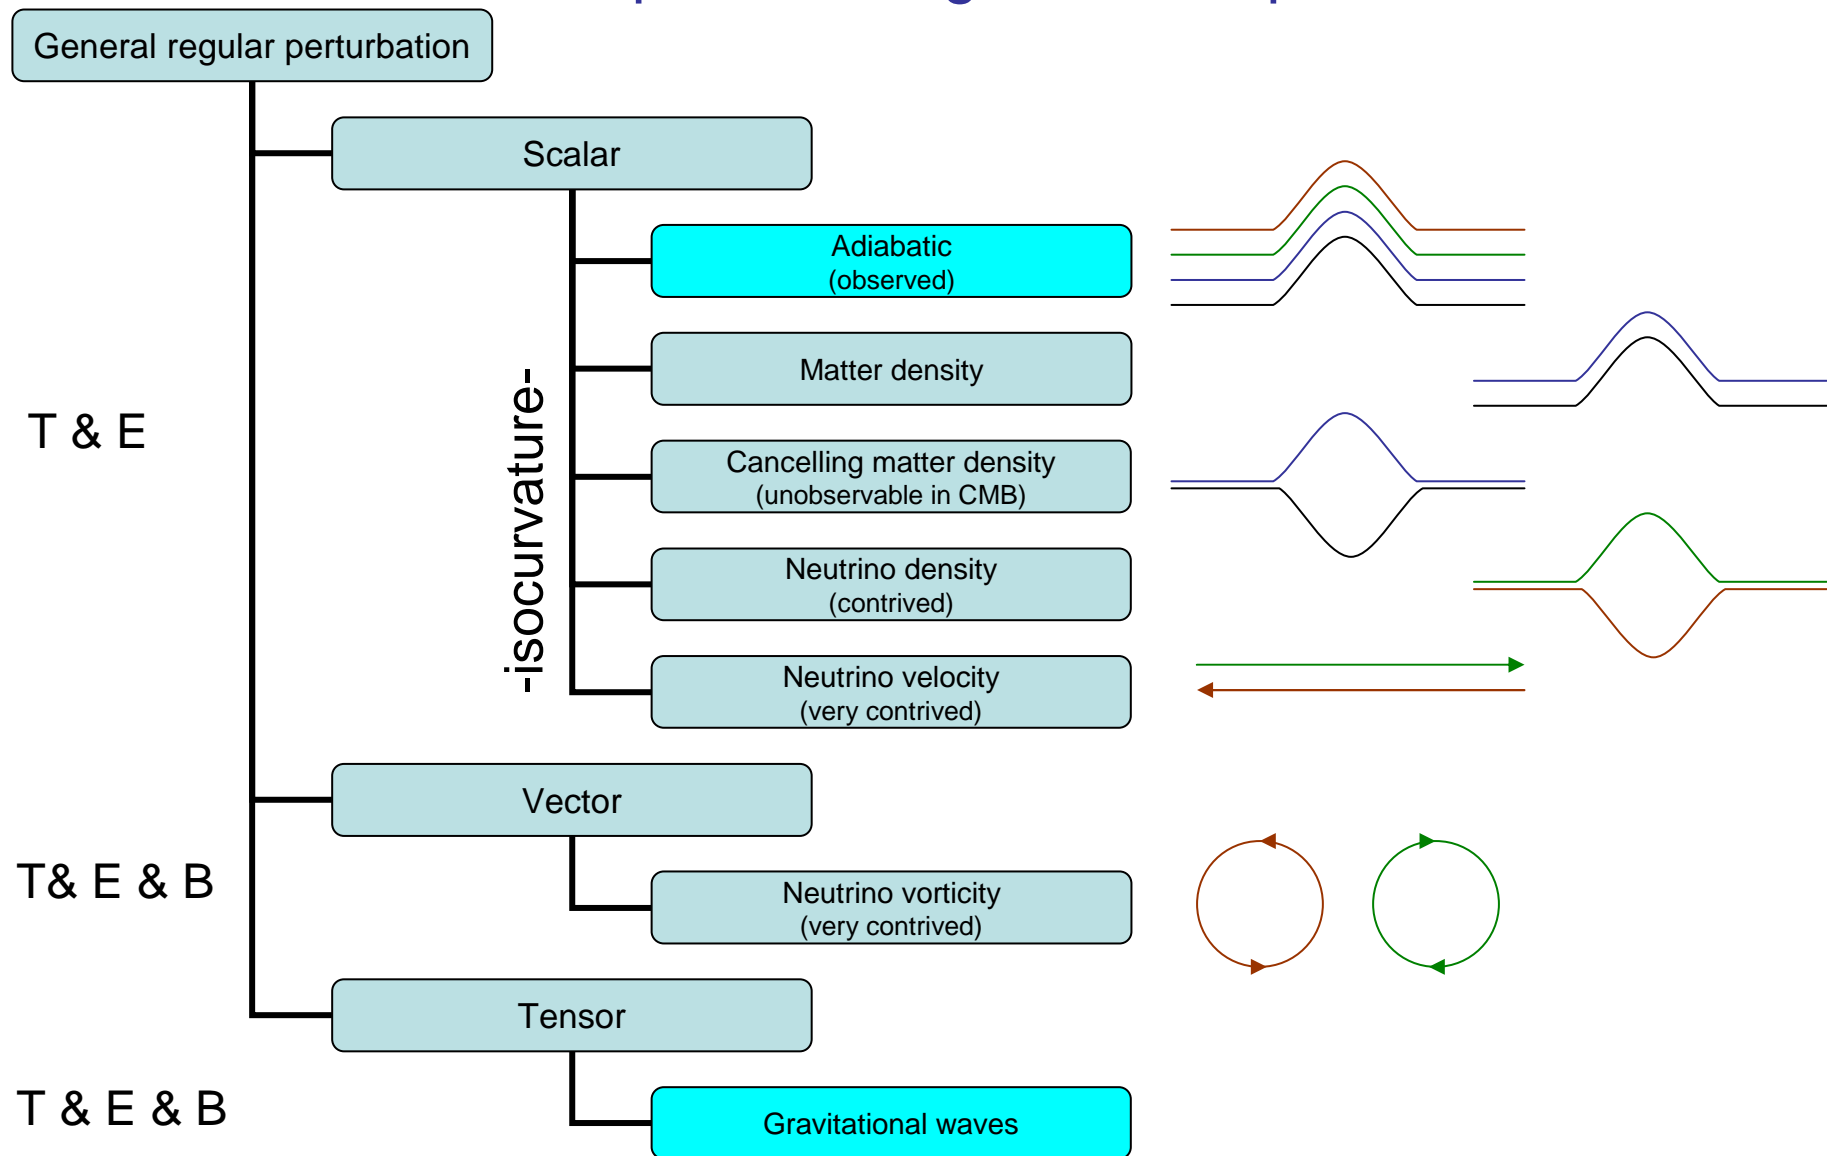 General regular perturbation
Scalar
Adiabatic
(observed)
Matter density
T & E
-isocurvature-
Cancelling matter density
(unobservable in CMB)
Neutrino density
(contrived)
Neutrino velocity
(very contrived)
Vector
T& E & B
Neutrino vorticity
(very contrived)
Tensor
T & E & B
Gravitational waves